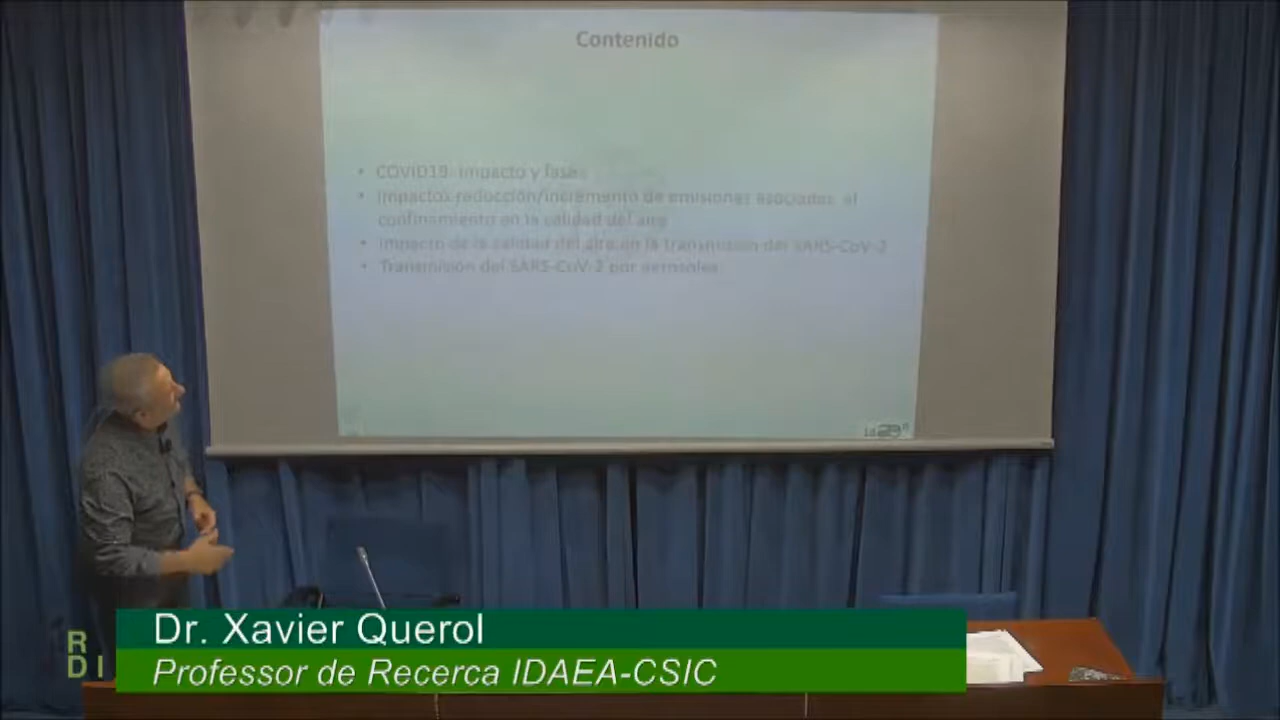 Contenido
• COVID19: Impacto y fases
• Impactos reducción/incremento de emisiones asociadas al
confinamiento en la calidad del aire
• Impacto de la calidad del aire en la transmisión del SARS-CoV-2
• Transmisión del SARS-CoV-2 por aerosoles
Dr. Xavier Querol
Professor de Recerca IDAEA-CSIC
R
DI